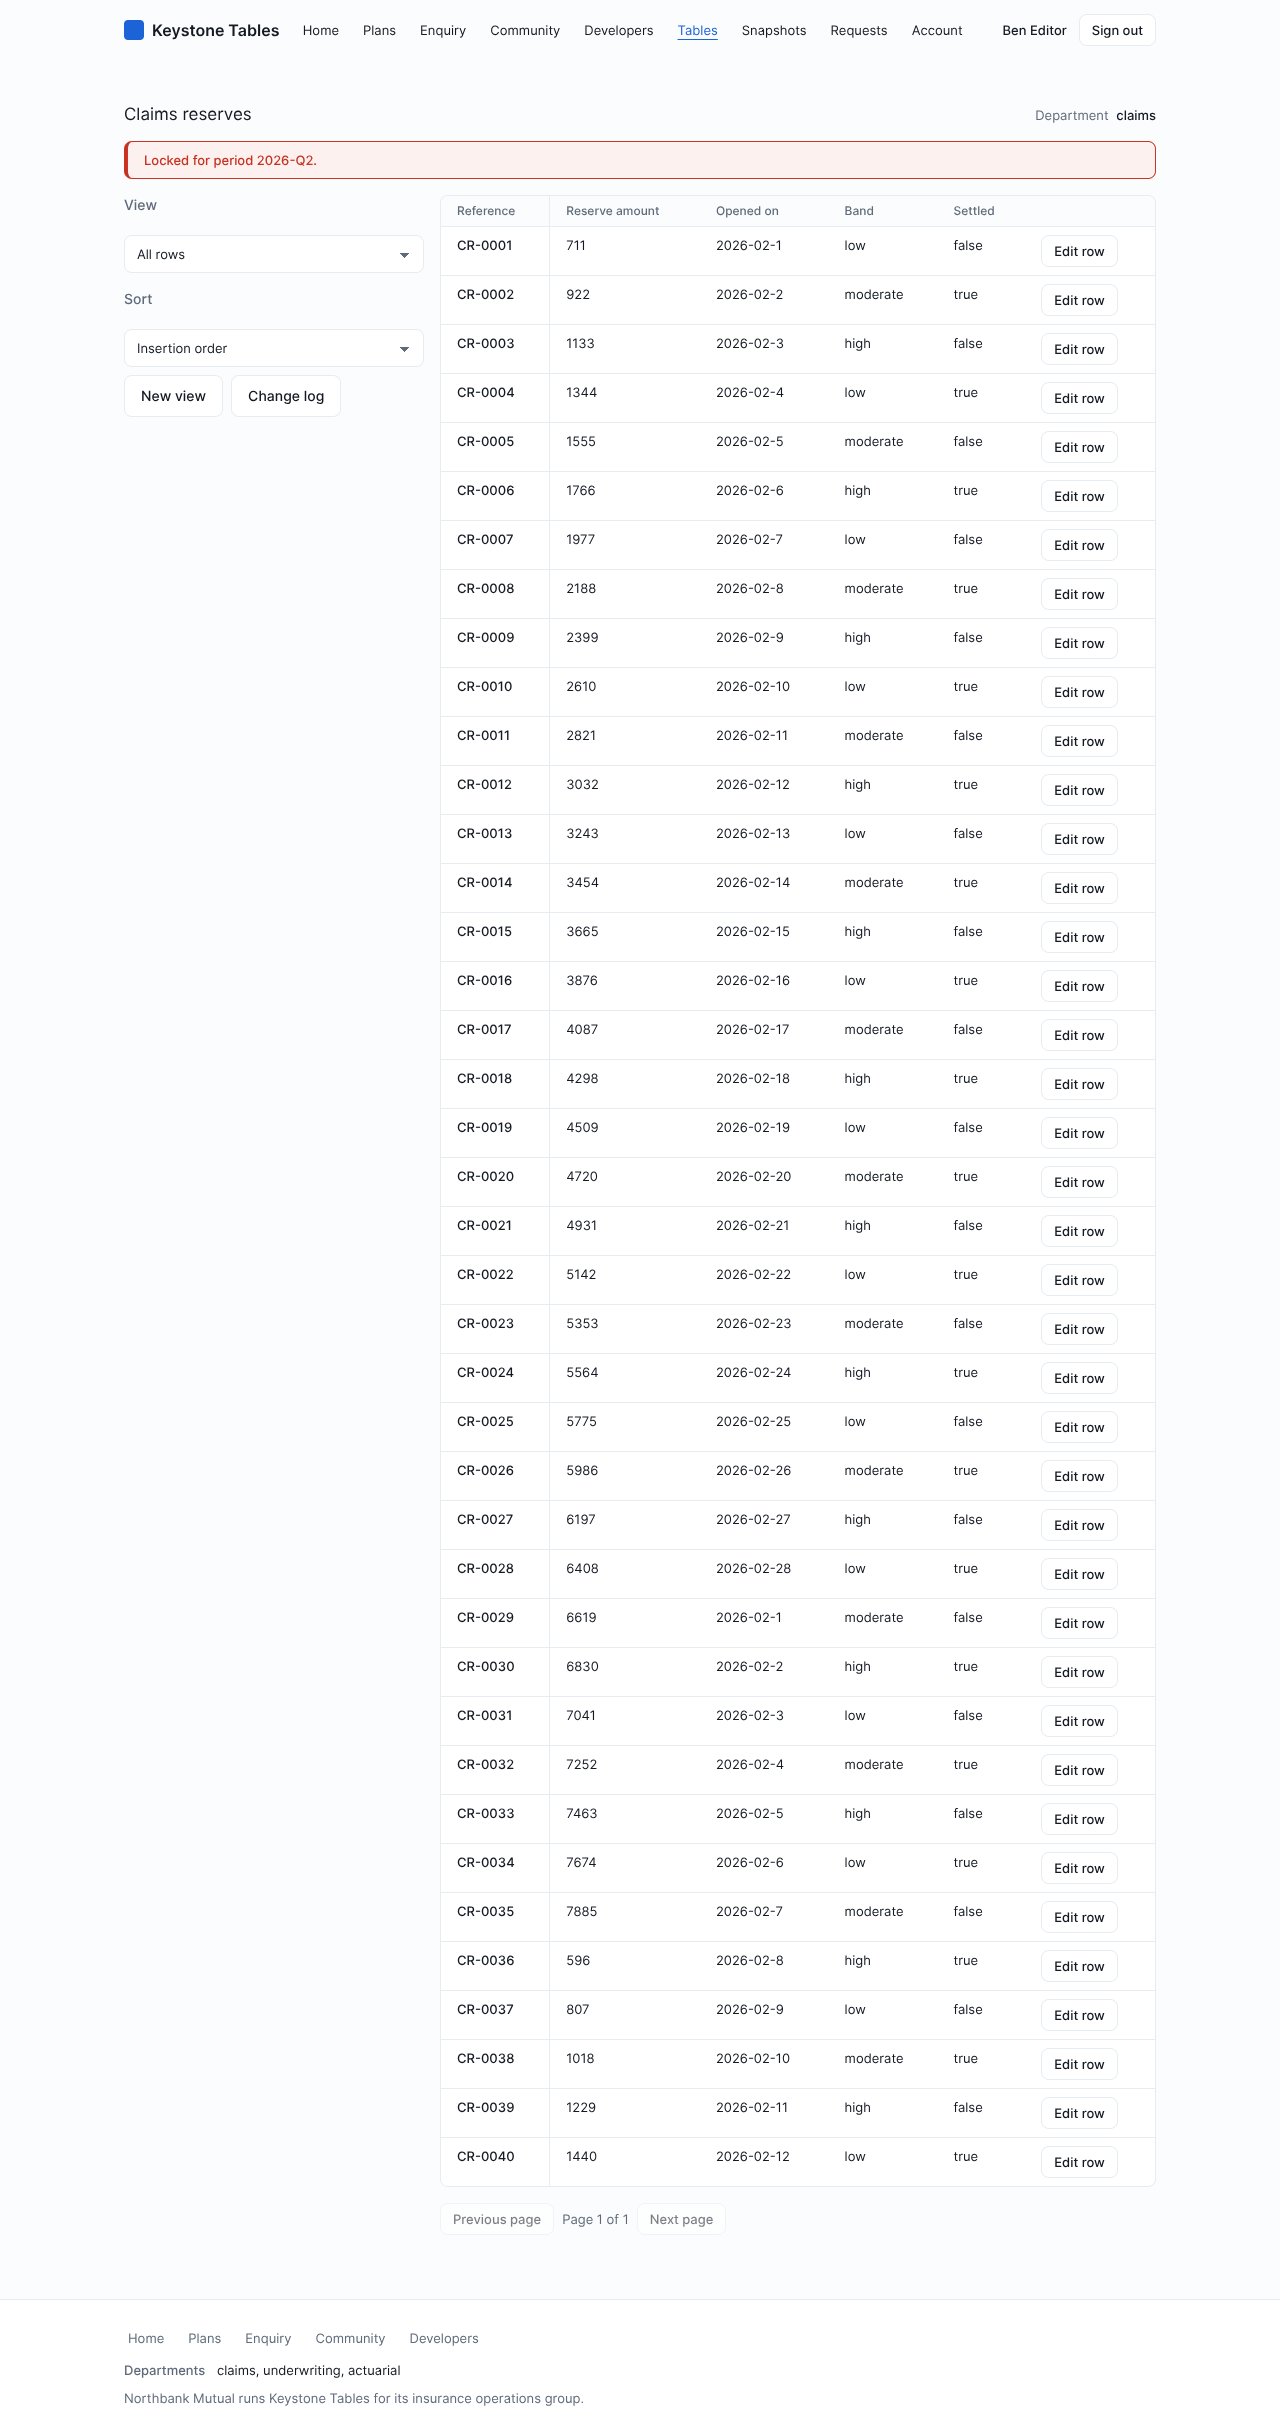 Keystone Tables Home Plans Enquiry Community Developers Tables Snapshots Requests Account Ben Editor Sign out
Claims reserves Department claims
Locked for period 2026-Q2.
View
All rows
Sort
Insertion order
New view Change log
Reference Reserve amount Opened on Band Settled
CR-0001 711 2026-02-1 low false Edit row
CR-0002 922 2026-02-2 moderate true Edit row
CR-0003 1133 2026-02-3 high false Edit row
CR-0004 1344 2026-02-4 low true Edit row
CR-0005 1555 2026-02-5 moderate false Edit row
CR-0006 1766 2026-02-6 high true Edit row
CR-0007 1977 2026-02-7 low false Edit row
CR-0008 2188 2026-02-8 moderate true Edit row
CR-0009 2399 2026-02-9 high false Edit row
CR-0010 2610 2026-02-10 low true Edit row
CR-0011 2821 2026-02-11 moderate false Edit row
CR-0012 3032 2026-02-12 high true Edit row
CR-0013 3243 2026-02-13 low false Edit row
CR-0014 3454 2026-02-14 moderate true Edit row
CR-0015 3665 2026-02-15 high false Edit row
CR-0016 3876 2026-02-16 low true Edit row
CR-0017 4087 2026-02-17 moderate false Edit row
CR-0018 4298 2026-02-18 high true Edit row
CR-0019 4509 2026-02-19 low false Edit row
CR-0020 4720 2026-02-20 moderate true Edit row
CR-0021 4931 2026-02-21 high false Edit row
CR-0022 5142 2026-02-22 low true Edit row
CR-0023 5353 2026-02-23 moderate false Edit row
CR-0024 5564 2026-02-24 high true Edit row
CR-0025 5775 2026-02-25 low false Edit row
CR-0026 5986 2026-02-26 moderate true Edit row
CR-0027 6197 2026-02-27 high false Edit row
CR-0028 6408 2026-02-28 low true Edit row
CR-0029 6619 2026-02-1 moderate false Edit row
CR-0030 6830 2026-02-2 high true Edit row
CR-0031 7041 2026-02-3 low false Edit row
CR-0032 7252 2026-02-4 moderate true Edit row
CR-0033 7463 2026-02-5 high false Edit row
CR-0034 7674 2026-02-6 low true Edit row
CR-0035 7885 2026-02-7 moderate false Edit row
CR-0036 596 2026-02-8 high true Edit row
CR-0037 807 2026-02-9 low false Edit row
CR-0038 1018 2026-02-10 moderate true Edit row
CR-0039 1229 2026-02-11 high false Edit row
CR-0040 1440 2026-02-12 low true Edit row
Previous page Page 1 of 1 Next page
Home Plans Enquiry Community Developers
Departments claims, underwriting, actuarial
Northbank Mutual runs Keystone Tables for its insurance operations group.